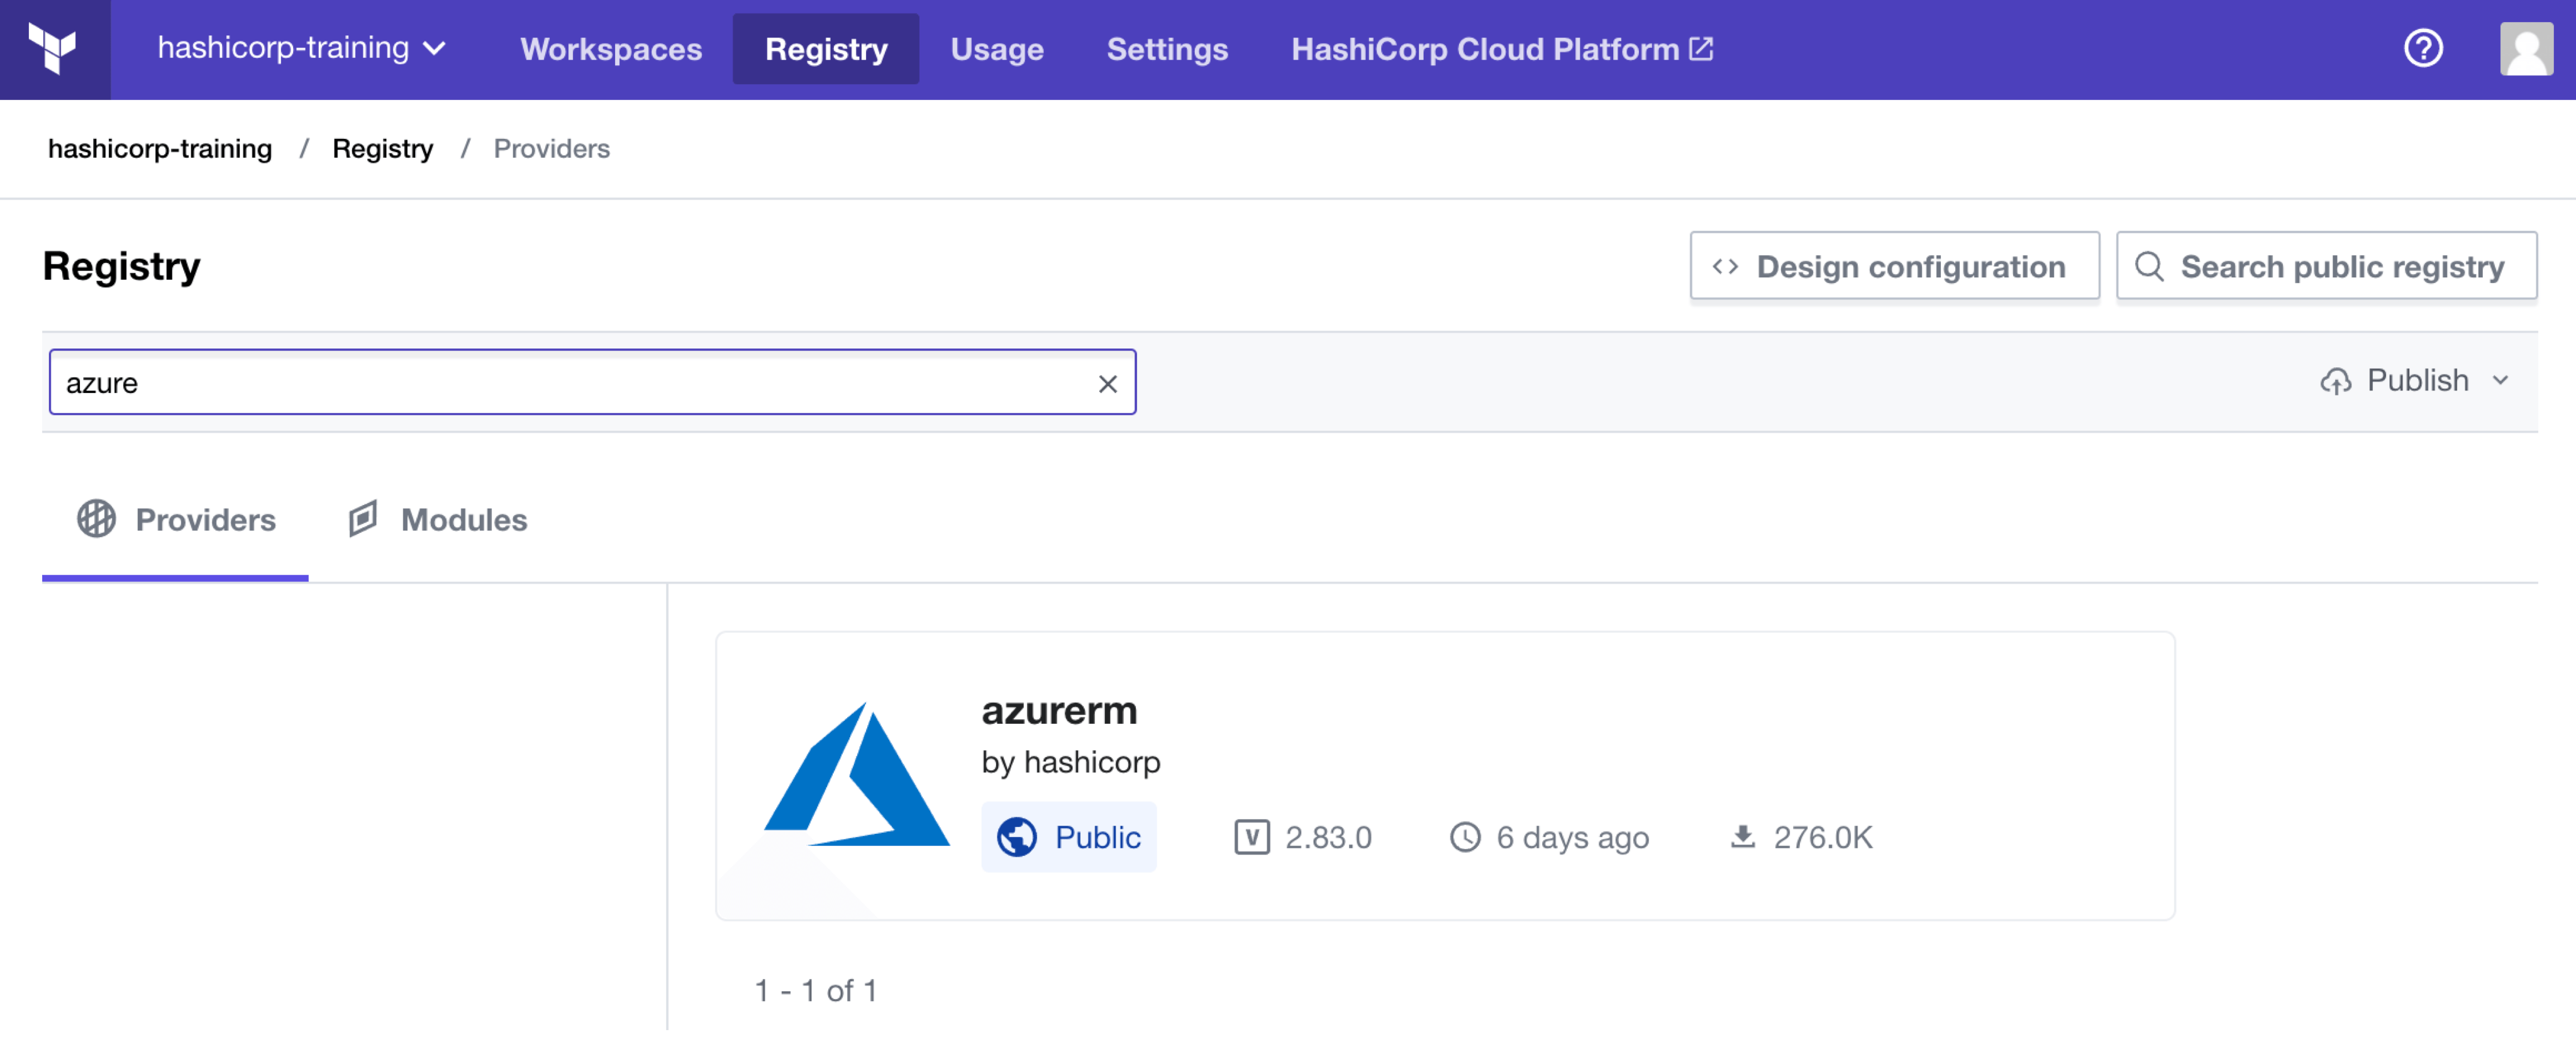 hashicorp-training Workspaces Registry Usage Settings HashiCorp Cloud Platform
hashicorp-training / Registry / Providers
Registry Design configuration Search public registry
azure Publish
Providers Modules
azurerm
by hashicorp
Public V 2.83.0 6 days ago 276.0K
1 - 1 of 1